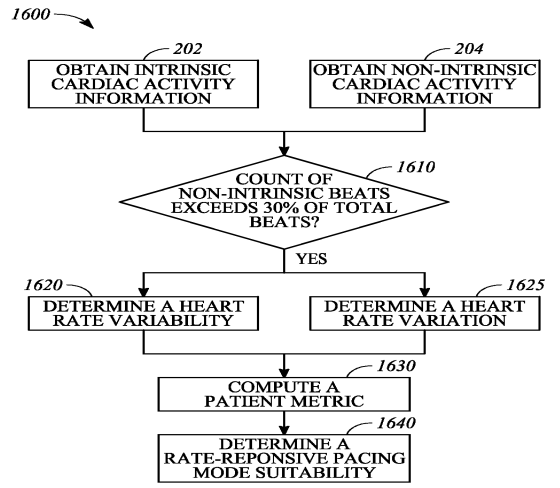 1600
202
204
OBTAIN INTRINSIC
CARDIAC ACTIVITY
INFORMATION
OBTAIN NON-INTRINSIC
CARDIAC ACTIVITY
INFORMATION
1610
COUNT OF
NON-INTRINSIC BEATS
EXCEEDS 30% OF TOTAL
BEATS?
YES
1620
1625
DETERMINE A HEART
RATE VARIABILITY
DETERMINE A HEART
RATE VARIATION
1630
COMPUTE A
PATIENT METRIC
1640
DETERMINE A
RATE-REPONSIVE PACING
MODE SUITABILITY